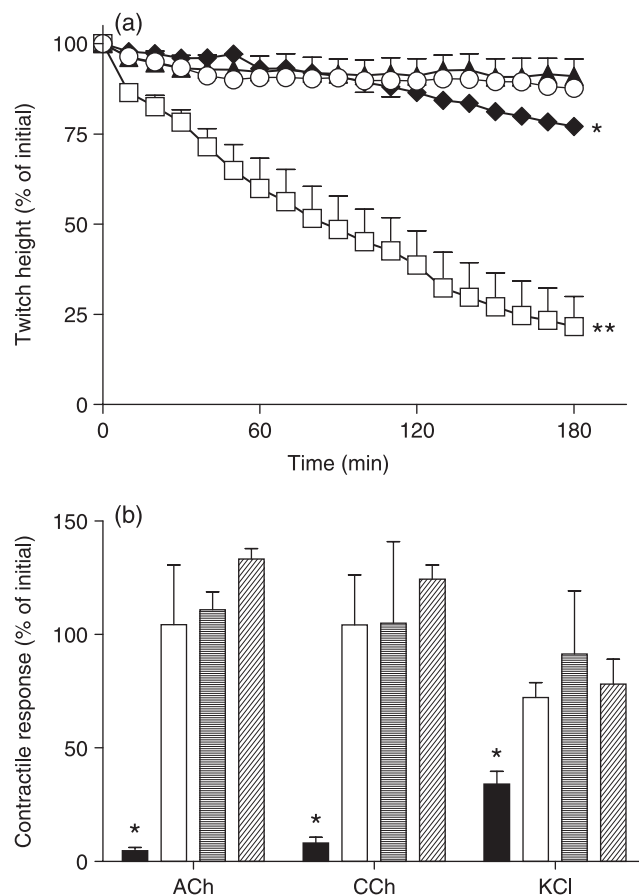 (a)
Twitch height (% of initial)
100
75
50
25
0
*
**
0 60 120 180
Time (min)
(b)
Contractile response (% of initial)
150
100
50
0
* * *
ACh CCh KCl